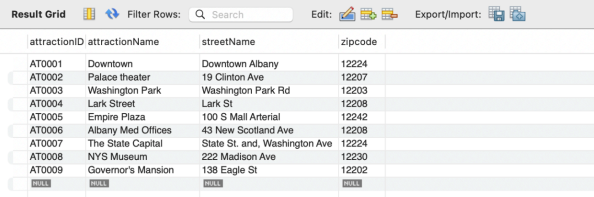 Result Grid Filter Rows: Search Edit: Export/Import:
attractionID attractionName streetName zipcode
AT0001 Downtown Downtown Albany 12224
AT0002 Palace theater 19 Clinton Ave 12207
AT0003 Washington Park Washington Park Rd 12203
AT0004 Lark Street Lark St 12208
AT0005 Empire Plaza 100 S Mall Arterial 12242
AT0006 Albany Med Offices 43 New Scotland Ave 12208
AT0007 The State Capital State St. and, Washington Ave 12224
AT0008 NYS Museum 222 Madison Ave 12230
AT0009 Governor's Mansion 138 Eagle St 12202
NULL NULL NULL NULL